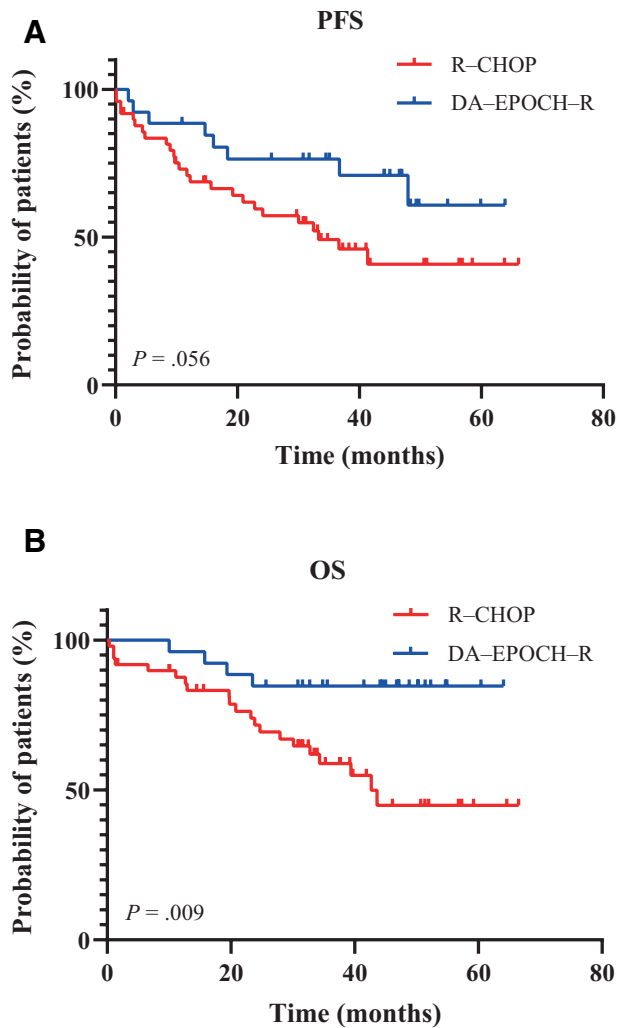 A
PFS
R–CHOP
DA–EPOCH–R
Probability of patients (%)
100
50
0
P = .056
0 20 40 60 80
Time (months)
B
OS
R–CHOP
DA–EPOCH–R
Probability of patients (%)
100
50
0
P = .009
0 20 40 60 80
Time (months)